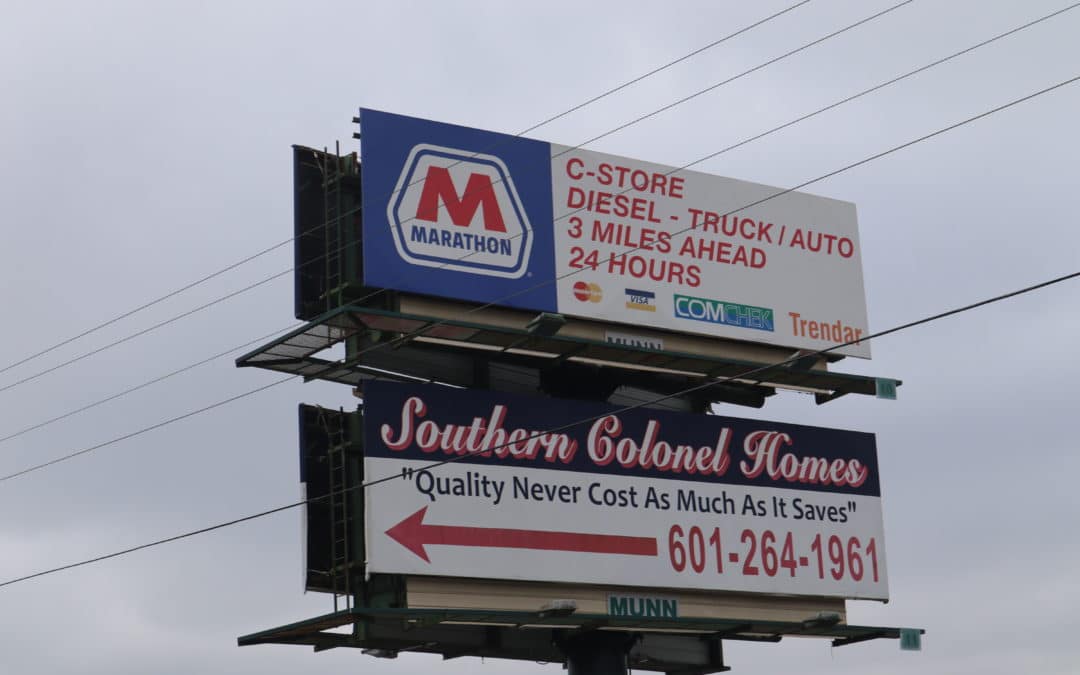 M
MARATHON
C-STORE
DIESEL - TRUCK / AUTO
3 MILES AHEAD
24 HOURS
MasterCard
VISA
COMCHEK
Trendar
MUNN
Southern Colonel Homes
"Quality Never Cost As Much As It Saves"
601-264-1961
MUNN